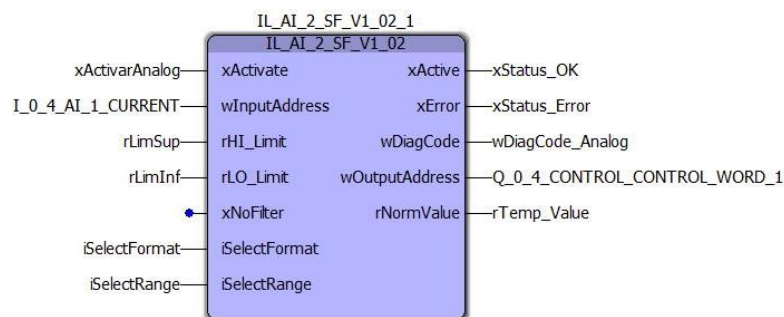 IL_AI_2_SF_V1_02_1
IL_AI_2_SF_V1_02
xActivarAnalog xActivate xActive xStatus_OK
I_0_4_AI_1_CURRENT wInputAddress xError xStatus_Error
rLimSup rHI_Limit wDiagCode wDiagCode_Analog
rLimInf rLO_Limit wOutputAddress Q_0_4_CONTROL_CONTROL_WORD_1
xNoFilter rNormValue rTemp_Value
iSelectFormat iSelectFormat
iSelectRange iSelectRange